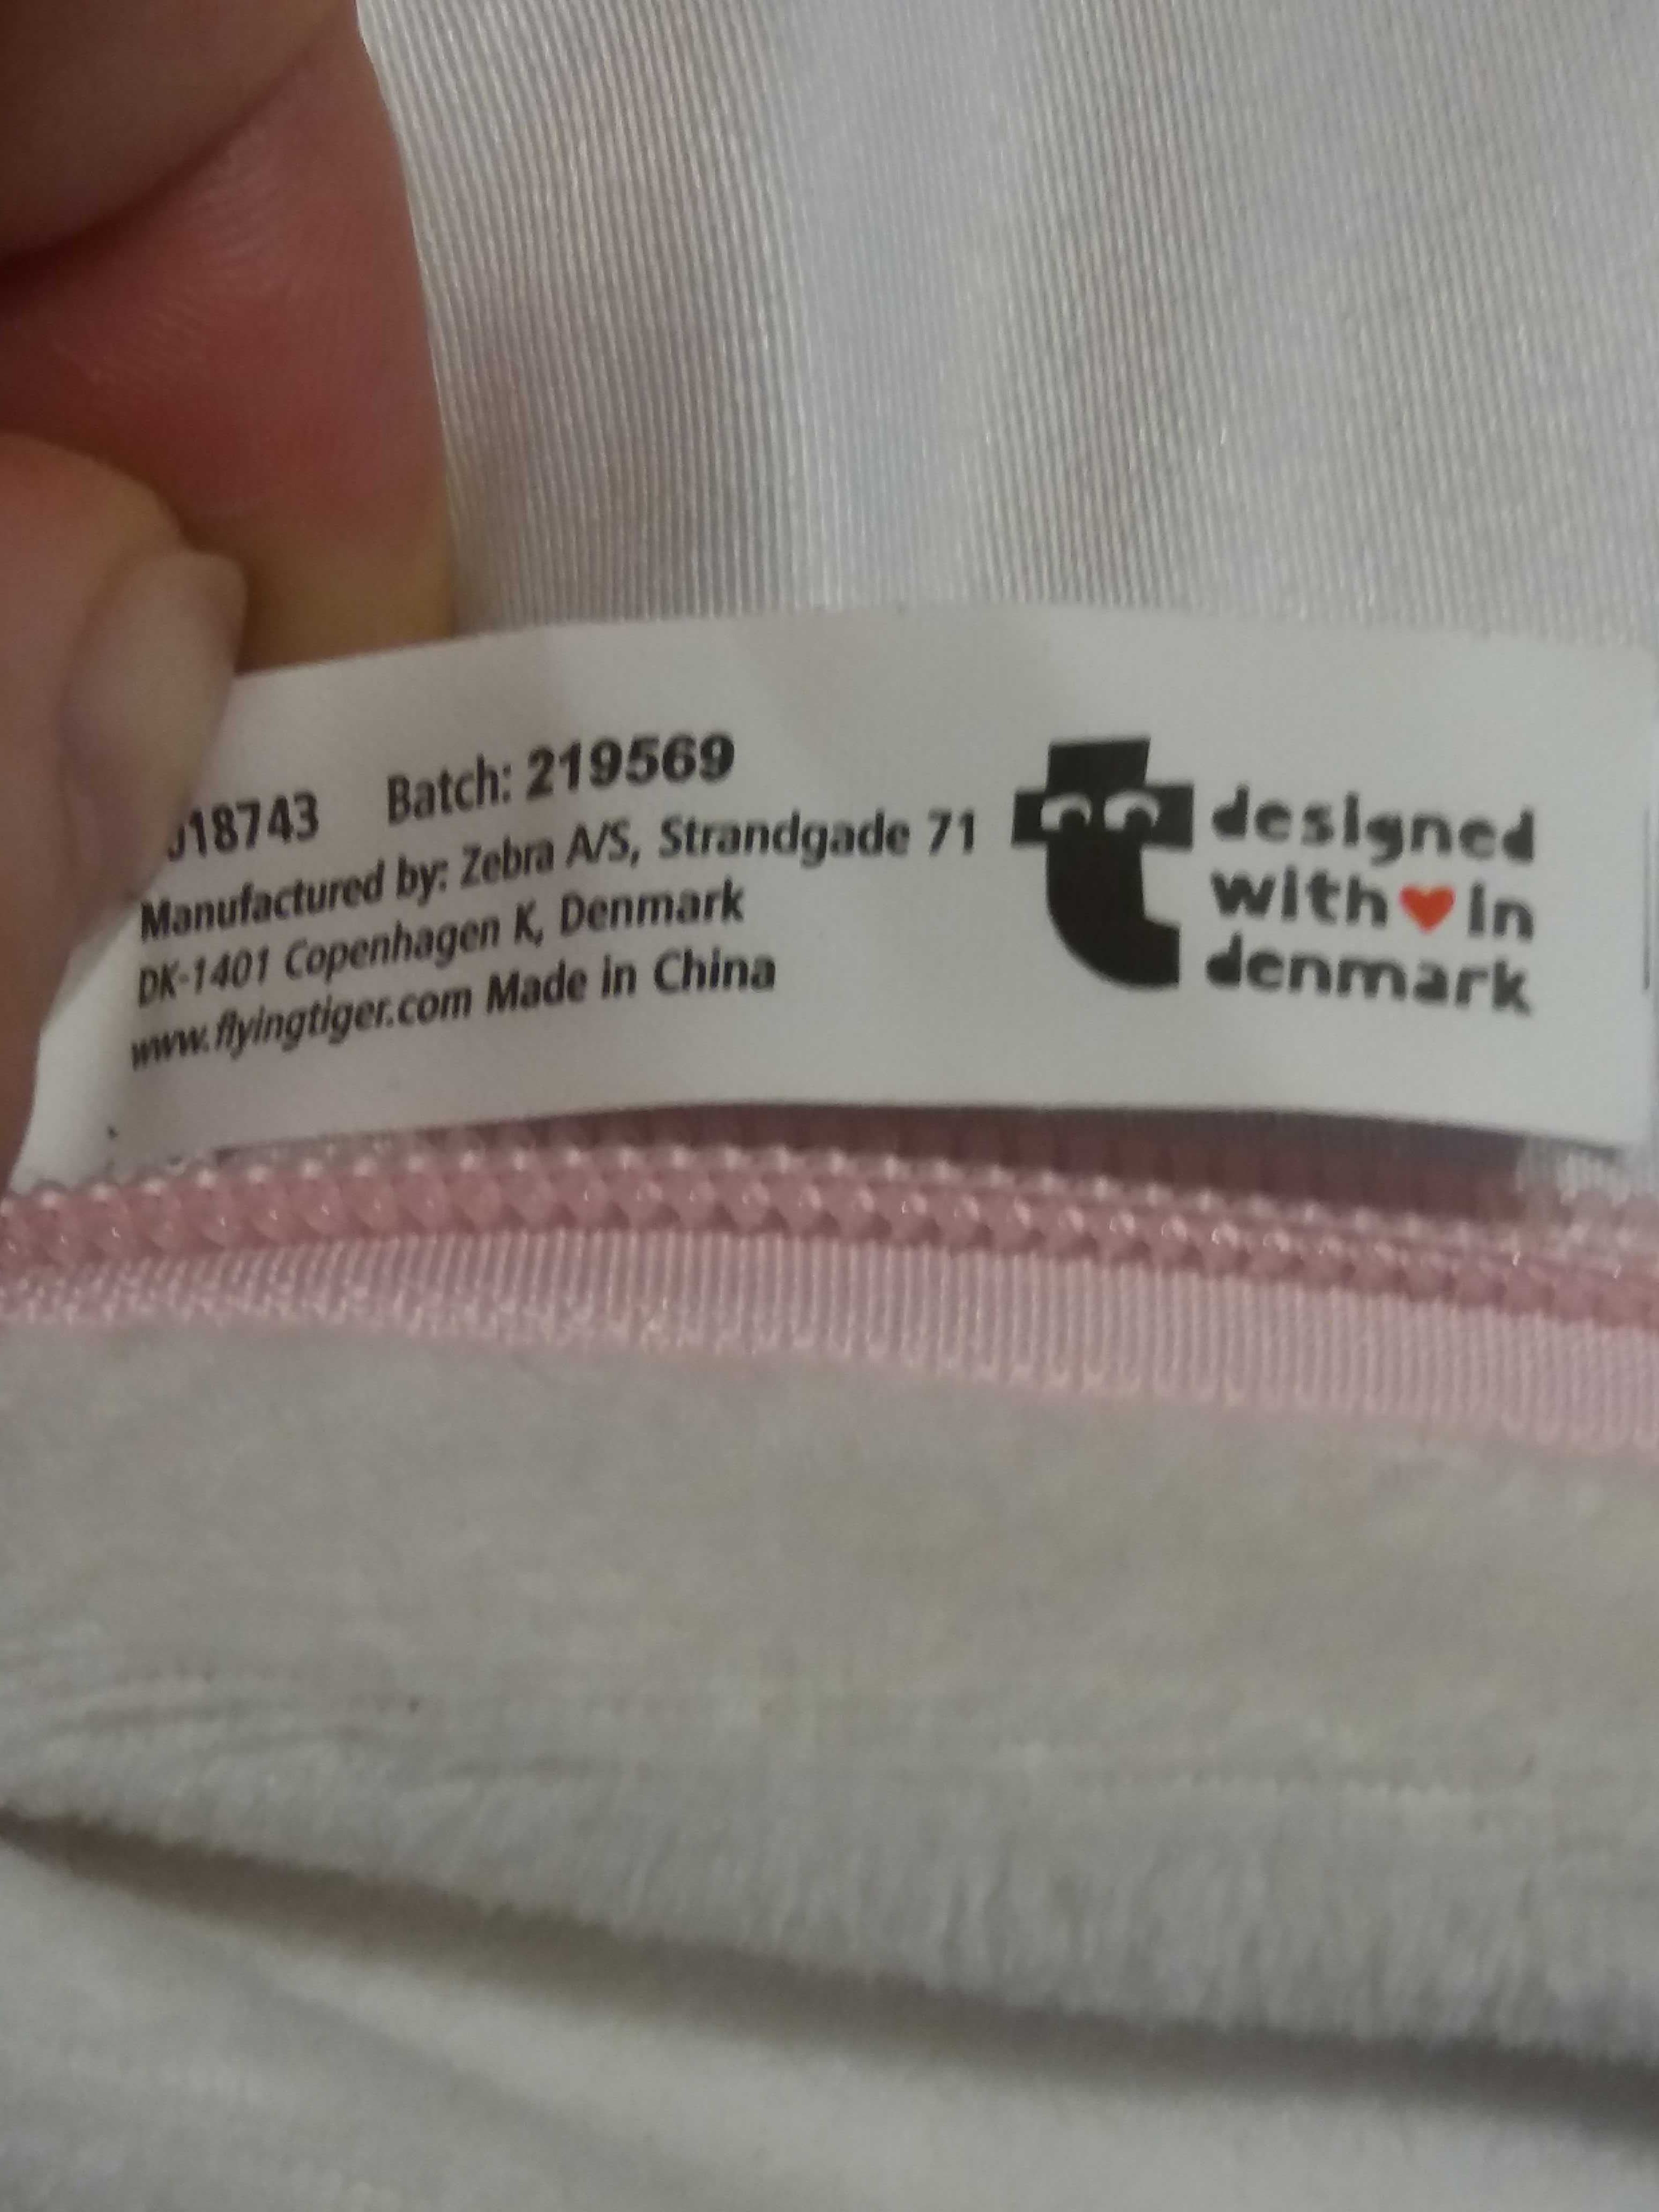 18743 Batch: 219569
Manufactured by: Zebra A/S, Strandgade 71
DK-1401 Copenhagen K, Denmark
www.flyingtiger.com Made in China
designed
with ♥ in
denmark